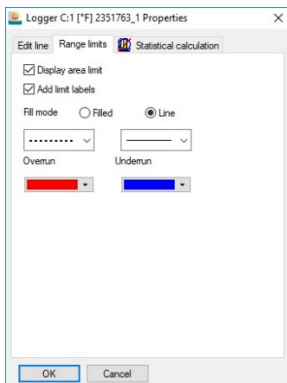 Logger C:1 [°F] 2351763_1 Properties
Edit line Range limits Statistical calculation
Display area limit
Add limit labels
Fill mode Filled Line
Overrun Underrun
OK Cancel